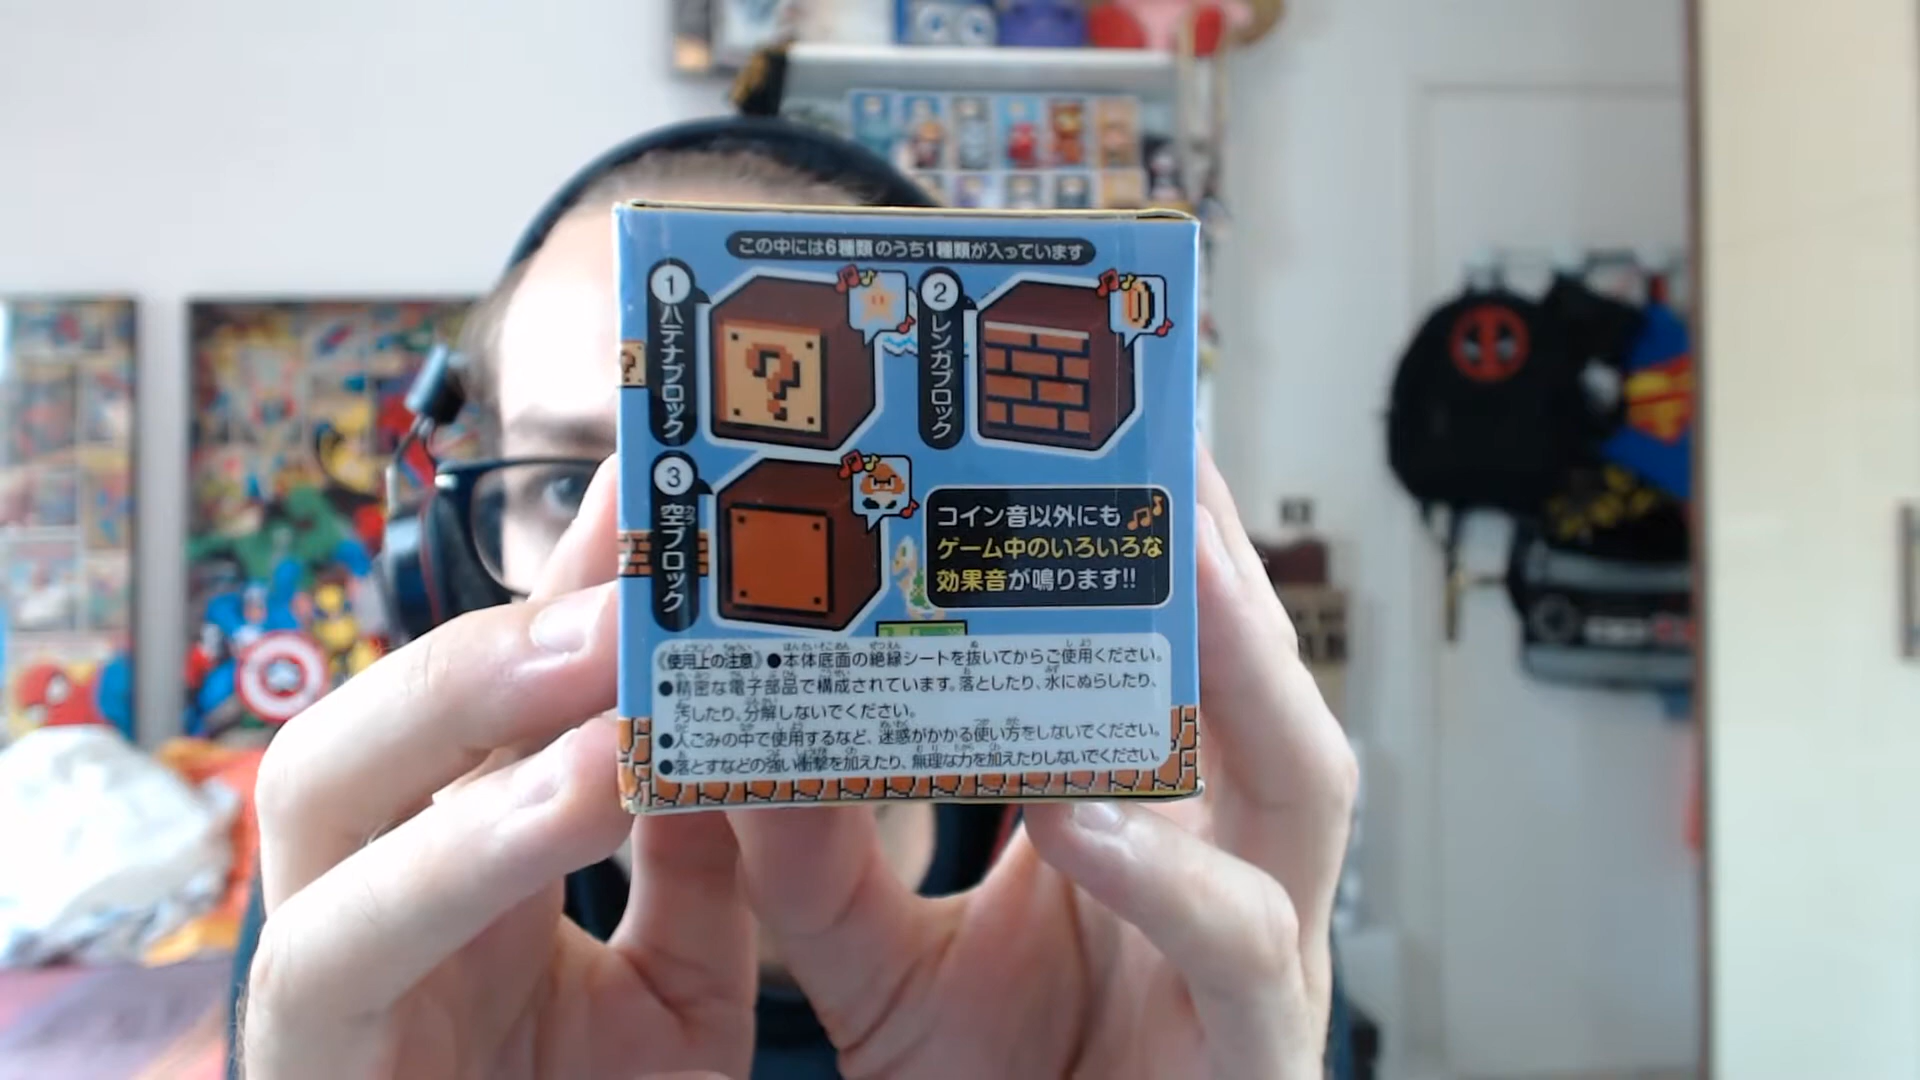 この中には6種類のうち1種類が入っています
1
ハテナブロック
2
レンガブロック
3
空ブロック
コイン音以外にも
ゲーム中のいろいろな
効果音が鳴ります!!
《使用上の注意》●本体底面の絶縁シートを抜いてからご使用ください。
●精密な電子部品で構成されています。落としたり、水にぬらしたり、
汚したり、分解しないでください。
●人ごみの中で使用するなど、迷惑がかかる使い方をしないでください。
●落とすなどの強い衝撃を加えたり、無理な力を加えたりしないでください。